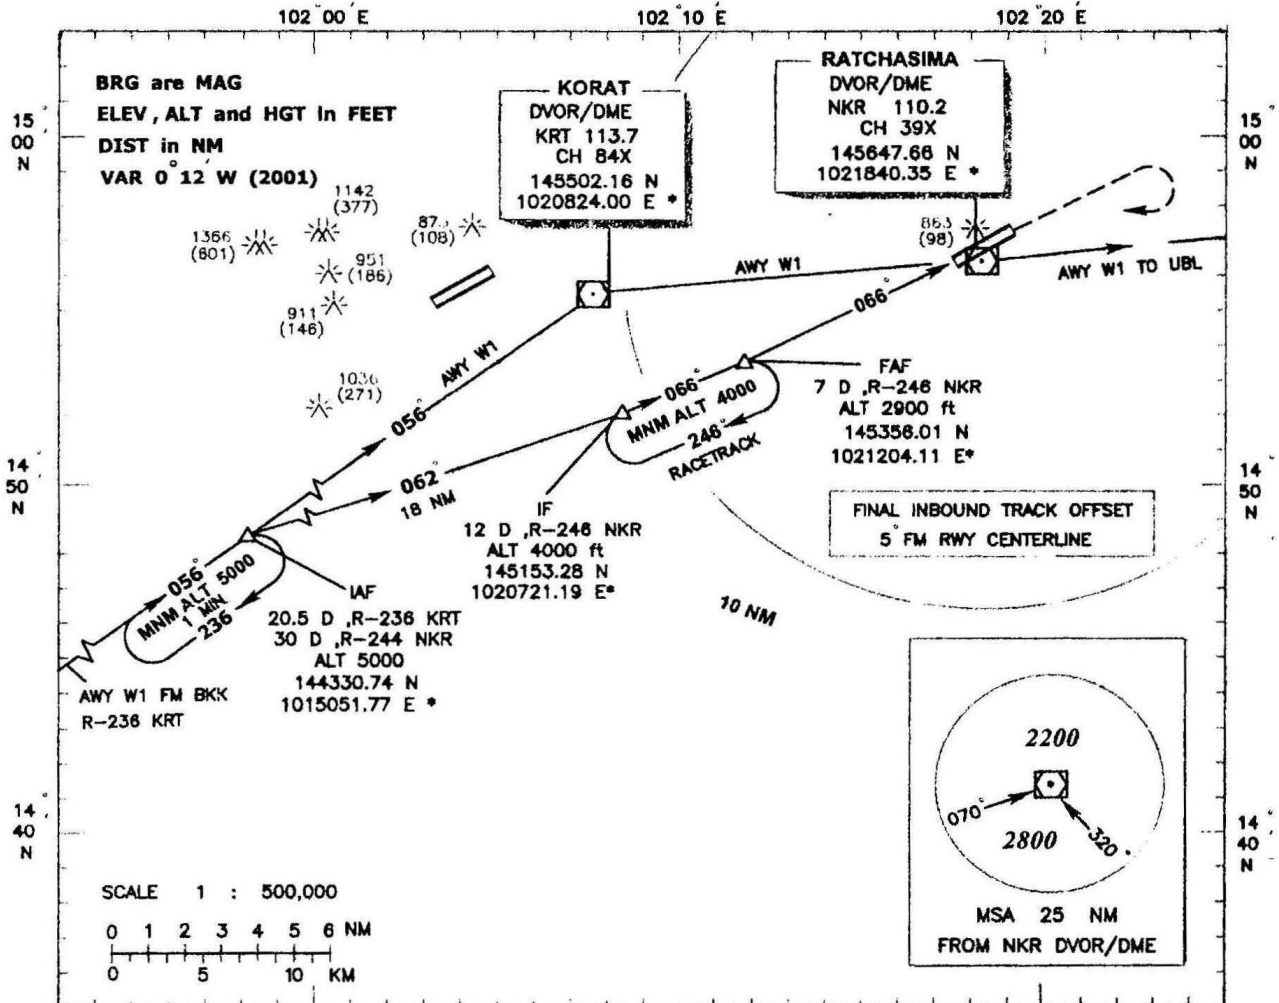 102°00'E
102°10'E
102°20'E
BRG are MAG
ELEV, ALT and HGT in FEET
DIST in NM
VAR 0°12'W (2001)
KORAT
DVOR/DME
KRT 113.7
CH 84X
145502.16 N
1020824.00 E *
RATCHASIMA
DVOR/DME
NKR 110.2
CH 39X
145647.66 N
1021840.35 E *
15°
00'
N
15°
00'
N
1142
(377)
1366
(601)
951
(186)
(108)
911
(146)
1036
(271)
863
(98)
AWY W1
AWY W1 TO UBL
AWY W1
056°
066°
066°
MNM ALT 4000
246°
RACETRACK
FAF
7 D ,R-246 NKR
ALT 2900 ft
145356.01 N
1021204.11 E*
062°
18 NM
IF
12 D ,R-246 NKR
ALT 4000 ft
145153.28 N
1020721.19 E*
FINAL INBOUND TRACK OFFSET
5° FM RWY CENTERLINE
14°
50'
N
14°
50'
N
056°
MNM ALT 5000
1 MIN
236
IAF
20.5 D ,R-236 KRT
30 D ,R-244 NKR
ALT 5000
144330.74 N
1015051.77 E *
10 NM
AWY W1 FM BKK
R-236 KRT
2200
070°
2800
320°
MSA 25 NM
FROM NKR DVOR/DME
14°
40'
N
14°
40'
N
SCALE 1 : 500,000
0 1 2 3 4 5 6 NM
0 5 10 KM